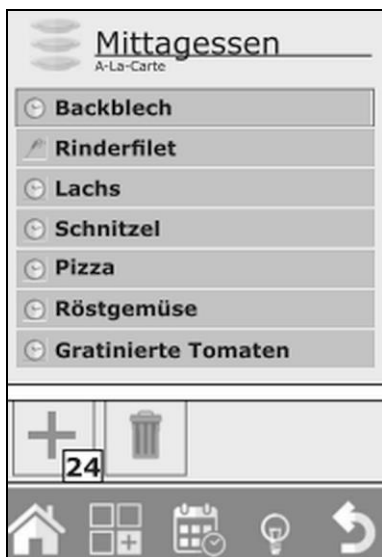 Mittagessen
A-La-Carte
Backblech
Rinderfilet
Lachs
Schnitzel
Pizza
Röstgemüse
Gratinierte Tomaten
24